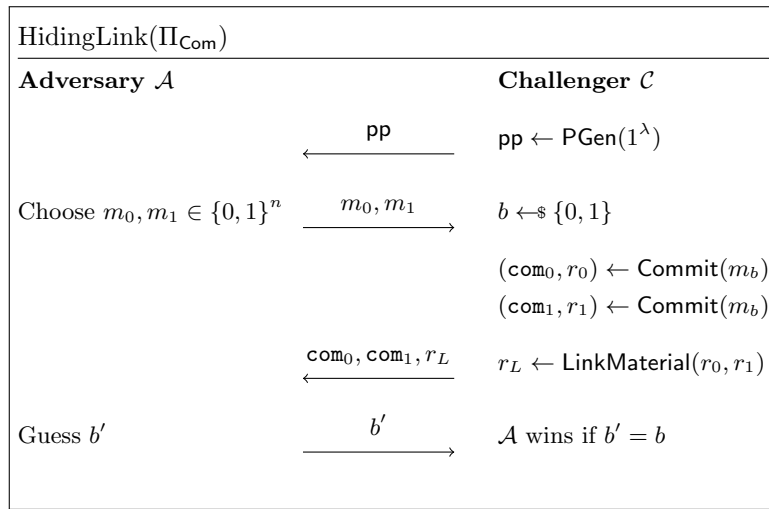 HidingLink(Π_Com)
Adversary 𝒜 Challenger 𝒞
pp pp ← PGen(1^λ)
Choose m_0, m_1 ∈ {0, 1}^n m_0, m_1 b ←$ {0, 1}
(com_0, r_0) ← Commit(m_b)
(com_1, r_1) ← Commit(m_b)
com_0, com_1, r_L r_L ← LinkMaterial(r_0, r_1)
Guess b′ b′ 𝒜 wins if b′ = b